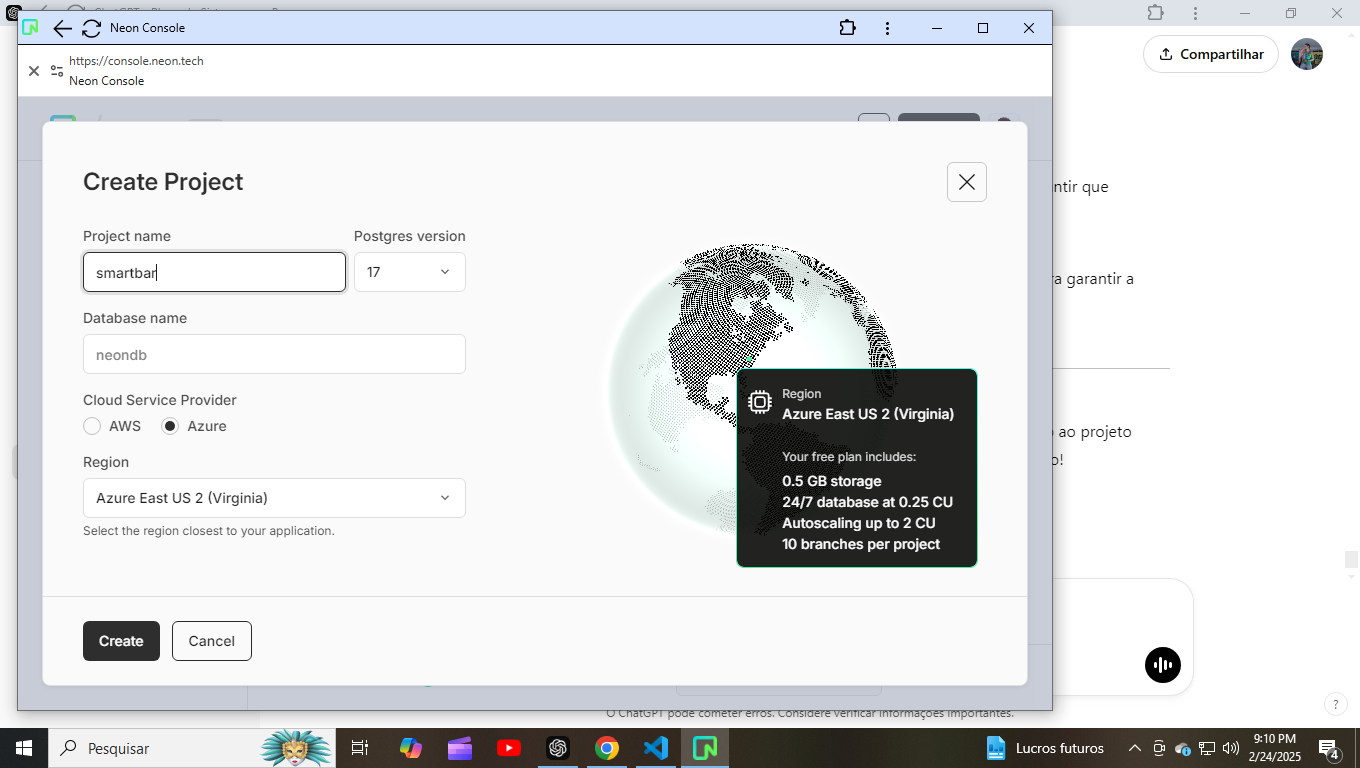 Neon Console
https://console.neon.tech
Neon Console
Compartilhar
Create Project
Project name
Postgres version
smartbar
17
Database name
neondb
Cloud Service Provider
AWS
Azure
Region
Azure East US 2 (Virginia)
Select the region closest to your application.
Region
Azure East US 2 (Virginia)
Your free plan includes:
0.5 GB storage
24/7 database at 0.25 CU
Autoscaling up to 2 CU
10 branches per project
Create
Cancel
ntir que
a garantir a
ao projeto
o!
O ChatGPT pode cometer erros. Considere verificar informações importantes.
?
Pesquisar
Lucros futuros
9:10 PM
2/24/2025
4